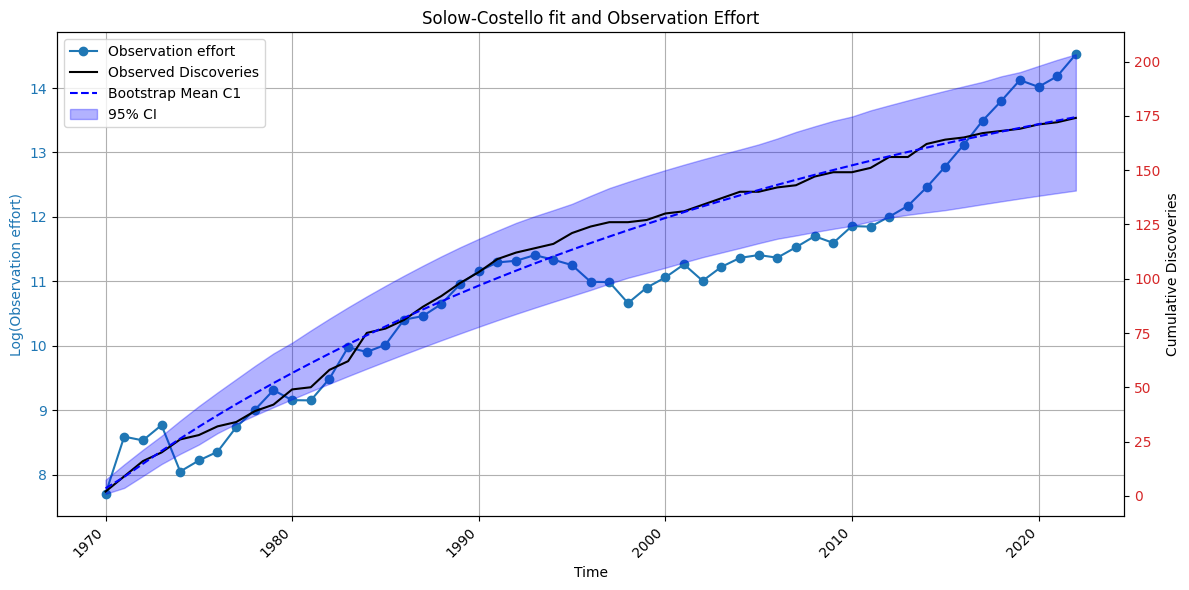 Solow-Costello fit and Observation Effort
Observation effort
Observed Discoveries
Bootstrap Mean C1
95% CI
Log(Observation effort)
14
13
12
11
10
9
8
200
175
150
125
100
75
50
25
0
Cumulative Discoveries
1970
1980
1990
2000
2010
2020
Time